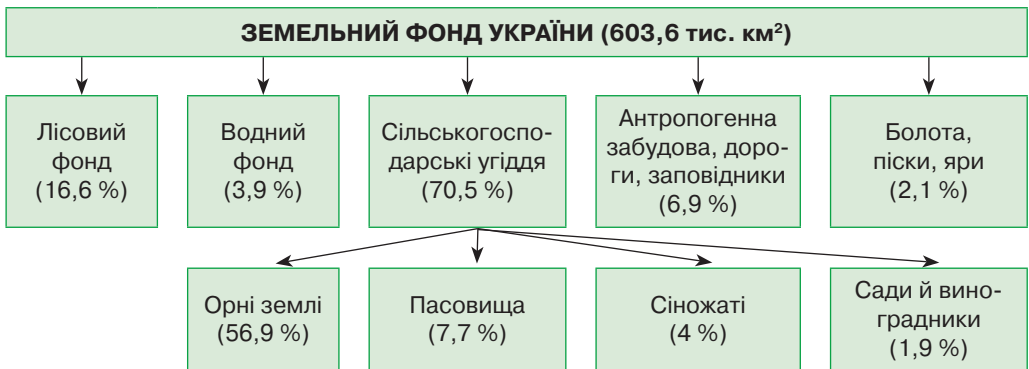 ЗЕМЕЛЬНИЙ ФОНД УКРАЇНИ (603,6 тис. км²)
Лісовий
фонд
(16,6 %)
Водний
фонд
(3,9 %)
Сільськогоспо-
дарські угіддя
(70,5 %)
Антропогенна
забудова, доро-
ги, заповідники
(6,9 %)
Болота,
піски, яри
(2,1 %)
Орні землі
(56,9 %)
Пасовища
(7,7 %)
Сіножаті
(4 %)
Сади й вино-
градники
(1,9 %)